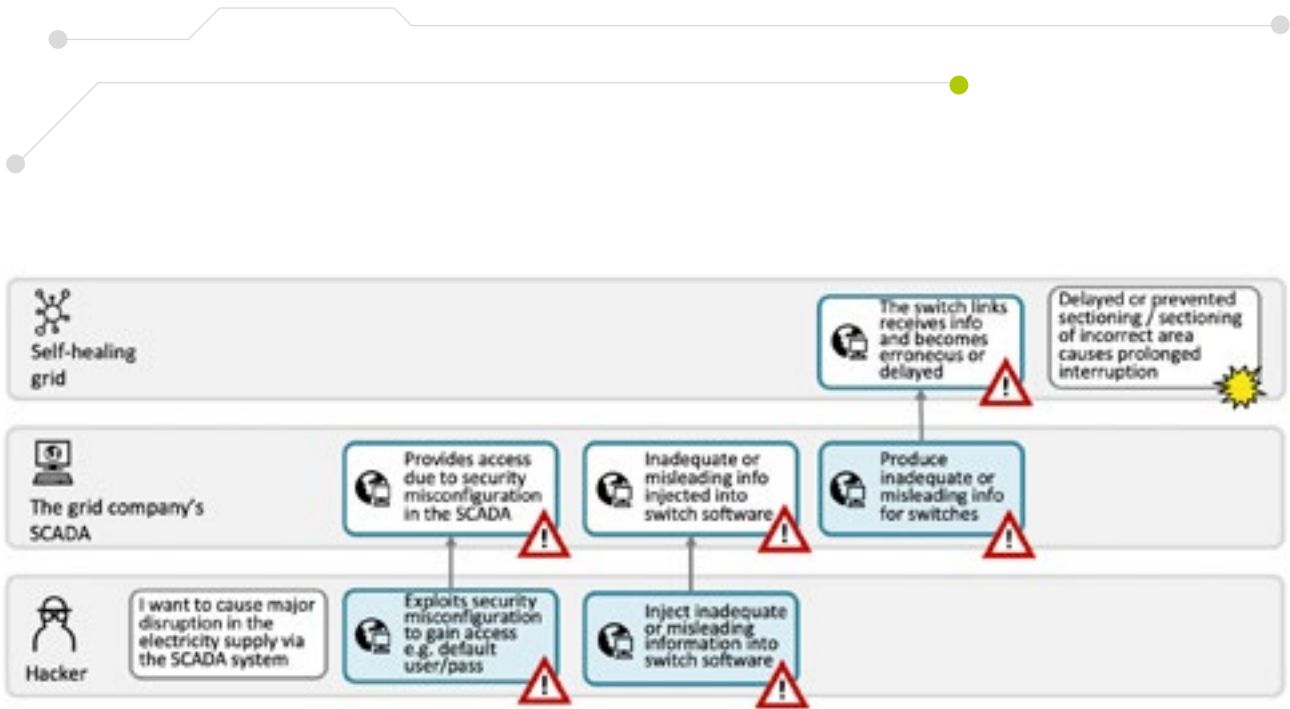 Self-healing
grid
The switch links
receives info
and becomes
erroneous or
delayed
Delayed or prevented
sectioning / sectioning
of incorrect area
causes prolonged
interruption
The grid company's
SCADA
Provides access
due to security
misconfiguration
in the SCADA
Inadequate or
misleading info
injected into
switch software
Produce
inadequate or
misleading info
for switches
Hacker
I want to cause major
disruption in the
electricity supply via
the SCADA system
Exploits security
misconfiguration
to gain access
e.g. default
user/pass
Inject inadequate
or misleading
information into
switch software